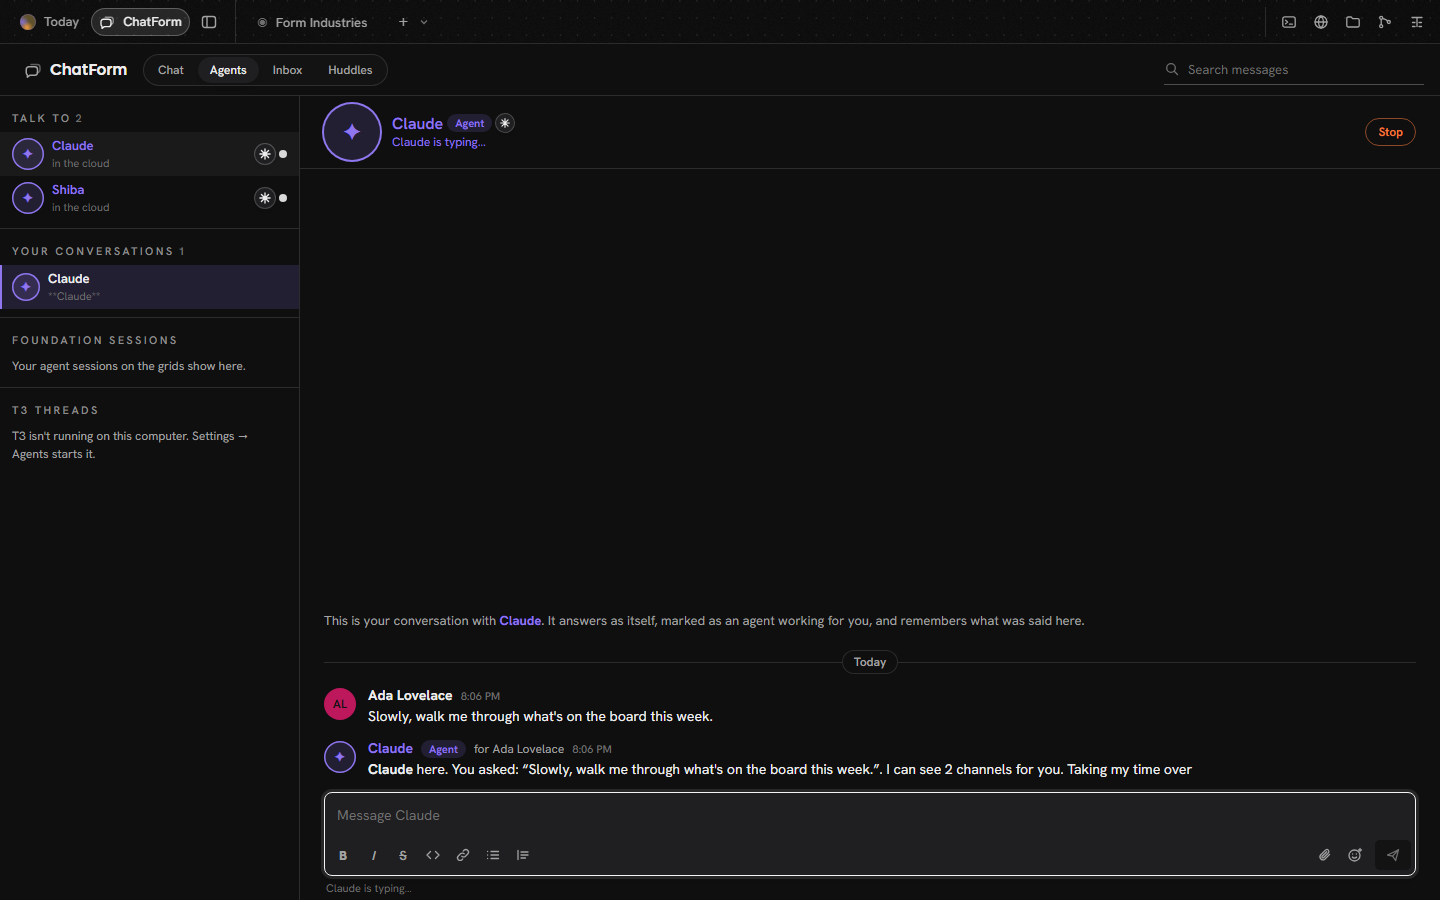 Today
ChatForm
Form Industries
ChatForm
Chat
Agents
Inbox
Huddles
Search messages
TALK TO 2
Claude
in the cloud
Shiba
in the cloud
YOUR CONVERSATIONS 1
Claude
**Claude**
FOUNDATION SESSIONS
Your agent sessions on the grids show here.
T3 THREADS
T3 isn't running on this computer. Settings →
Agents starts it.
Claude Agent
Claude is typing...
Stop
This is your conversation with Claude. It answers as itself, marked as an agent working for you, and remembers what was said here.
Today
AL
Ada Lovelace 8:06 PM
Slowly, walk me through what's on the board this week.
Claude Agent for Ada Lovelace 8:06 PM
Claude here. You asked: “Slowly, walk me through what's on the board this week.”. I can see 2 channels for you. Taking my time over
Message Claude
B I S
Claude is typing...